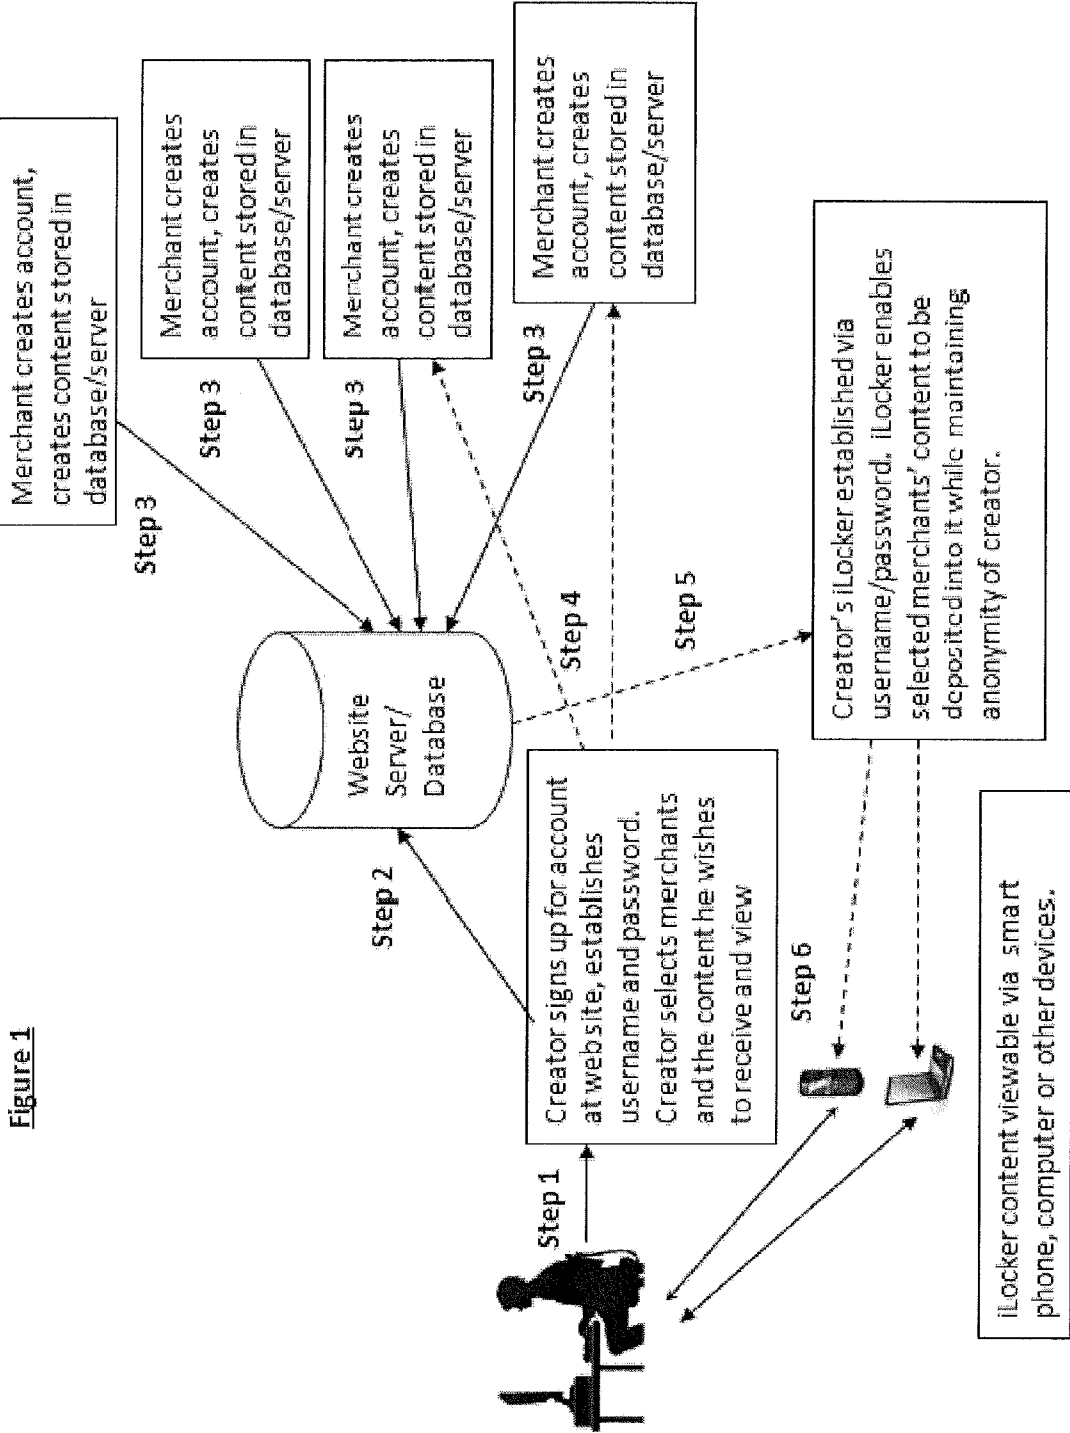 Figure 1
Merchant creates account,
creates content stored in
database/server
Step 3
Merchant creates
account, creates
content stored in
database/server
Step 3
Merchant creates
account, creates
content stored in
database/server
Step 3
Merchant creates
account, creates
content stored in
database/server
Step 3
Website
Server/
Database
Step 2
Step 4
Step 5
Step 1
Creator signs up for account
at website, establishes
username and password.
Creator selects merchants
and the content he wishes
to receive and view
Creator's iLocker established via
username/password. iLocker enables
selected merchants' content to be
deposited into it while maintaining
anonymity of creator.
Step 6
iLocker content viewable via smart
phone, computer or other devices.